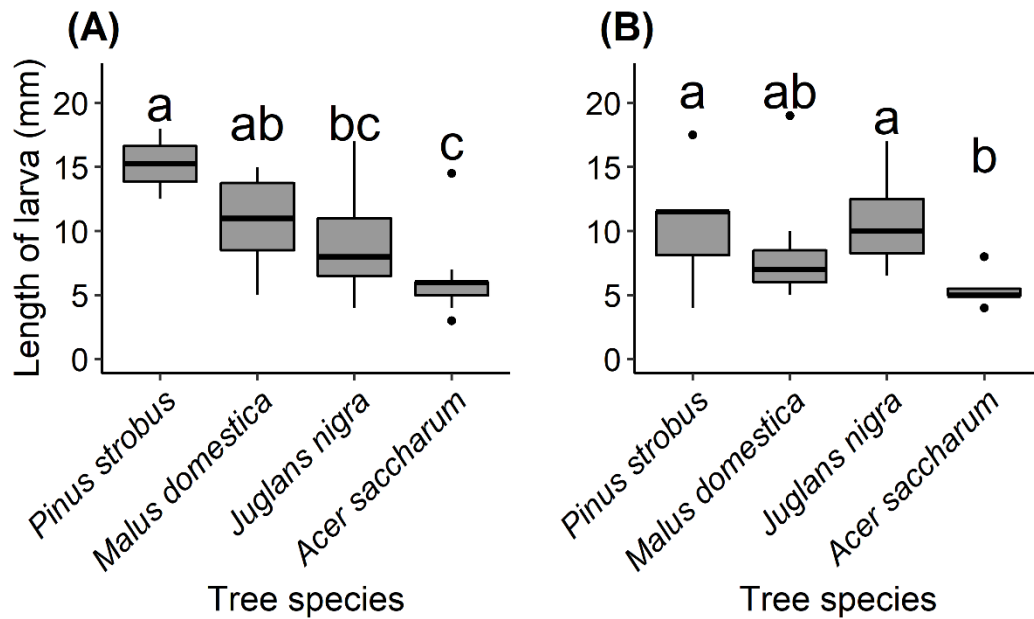 (A)
Length of larva (mm)
20
15
10
5
0
a
ab
bc
c
Pinus strobus
Malus domestica
Juglans nigra
Acer saccharum
Tree species
(B)
20
15
10
5
0
a
ab
a
b
Pinus strobus
Malus domestica
Juglans nigra
Acer saccharum
Tree species